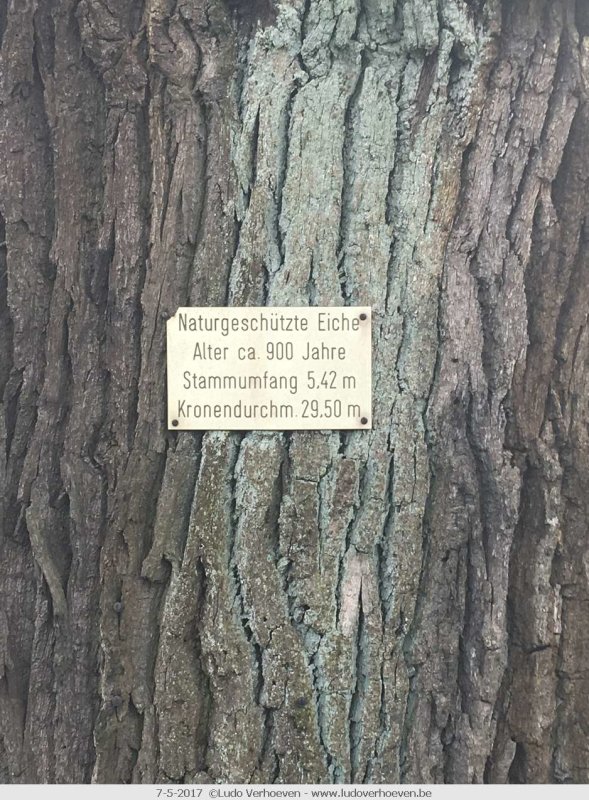 Naturgeschützte Eiche
Alter ca. 900 Jahre
Stammumfang 5.42 m
Kronendurchm. 29.50 m
7-5-2017 ©Ludo Verhoeven - www.ludoverhoeven.be